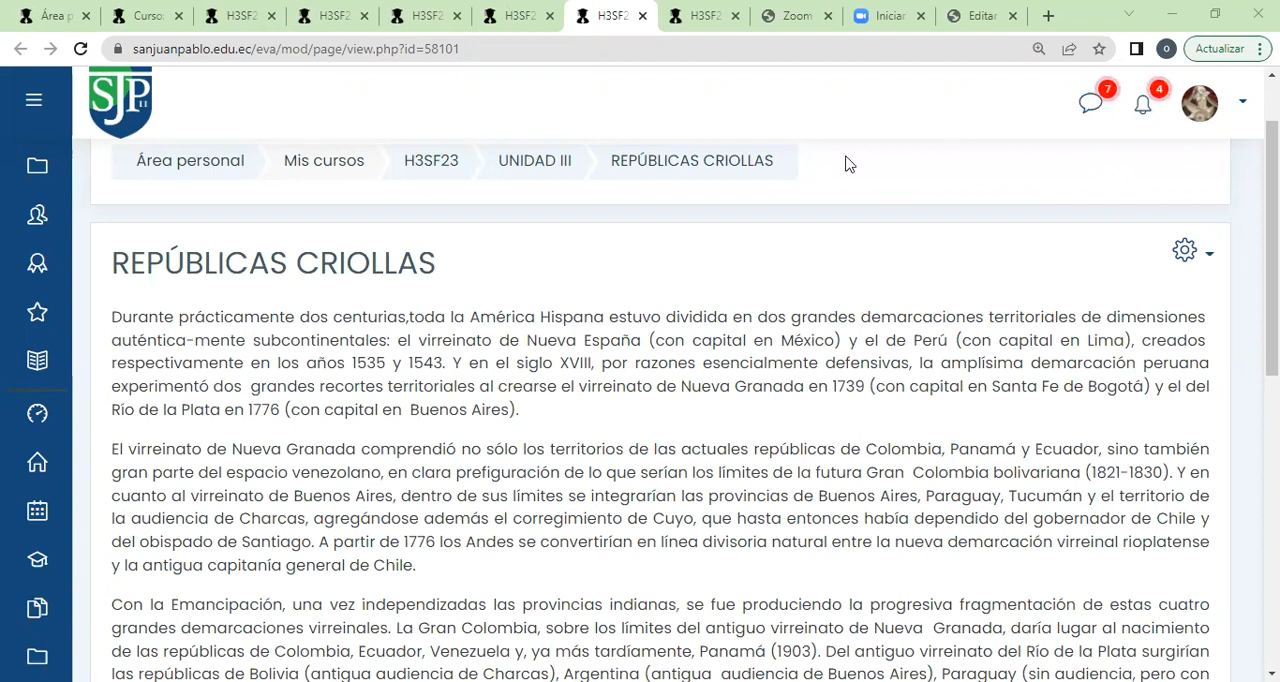 Área p
Curso:
H3SF2
H3SF2
H3SF2
H3SF2
H3SF2
H3SF2
Zoom
Iniciar
Editar
sanjuanpablo.edu.ec/eva/mod/page/view.php?id=58101
o
Actualizar
SJP II
7
4
Área personal
Mis cursos
H3SF23
UNIDAD III
REPÚBLICAS CRIOLLAS
REPÚBLICAS CRIOLLAS
Durante prácticamente dos centurias,toda la América Hispana estuvo dividida en dos grandes demarcaciones territoriales de dimensiones
auténtica-mente subcontinentales: el virreinato de Nueva España (con capital en México) y el de Perú (con capital en Lima), creados
respectivamente en los años 1535 y 1543. Y en el siglo XVIII, por razones esencialmente defensivas, la amplísima demarcación peruana
experimentó dos grandes recortes territoriales al crearse el virreinato de Nueva Granada en 1739 (con capital en Santa Fe de Bogotá) y el del
Río de la Plata en 1776 (con capital en Buenos Aires).
El virreinato de Nueva Granada comprendió no sólo los territorios de las actuales repúblicas de Colombia, Panamá y Ecuador, sino también
gran parte del espacio venezolano, en clara prefiguración de lo que serían los límites de la futura Gran Colombia bolivariana (1821-1830). Y en
cuanto al virreinato de Buenos Aires, dentro de sus límites se integrarían las provincias de Buenos Aires, Paraguay, Tucumán y el territorio de
la audiencia de Charcas, agregándose además el corregimiento de Cuyo, que hasta entonces había dependido del gobernador de Chile y
del obispado de Santiago. A partir de 1776 los Andes se convertirían en línea divisoria natural entre la nueva demarcación virreinal rioplatense
y la antigua capitanía general de Chile.
Con la Emancipación, una vez independizadas las provincias indianas, se fue produciendo la progresiva fragmentación de estas cuatro
grandes demarcaciones virreinales. La Gran Colombia, sobre los límites del antiguo virreinato de Nueva Granada, daría lugar al nacimiento
de las repúblicas de Colombia, Ecuador, Venezuela y, ya más tardíamente, Panamá (1903). Del antiguo virreinato del Río de la Plata surgirían
las repúblicas de Bolivia (antigua audiencia de Charcas), Argentina (antigua audiencia de Buenos Aires), Paraguay (sin audiencia, pero con